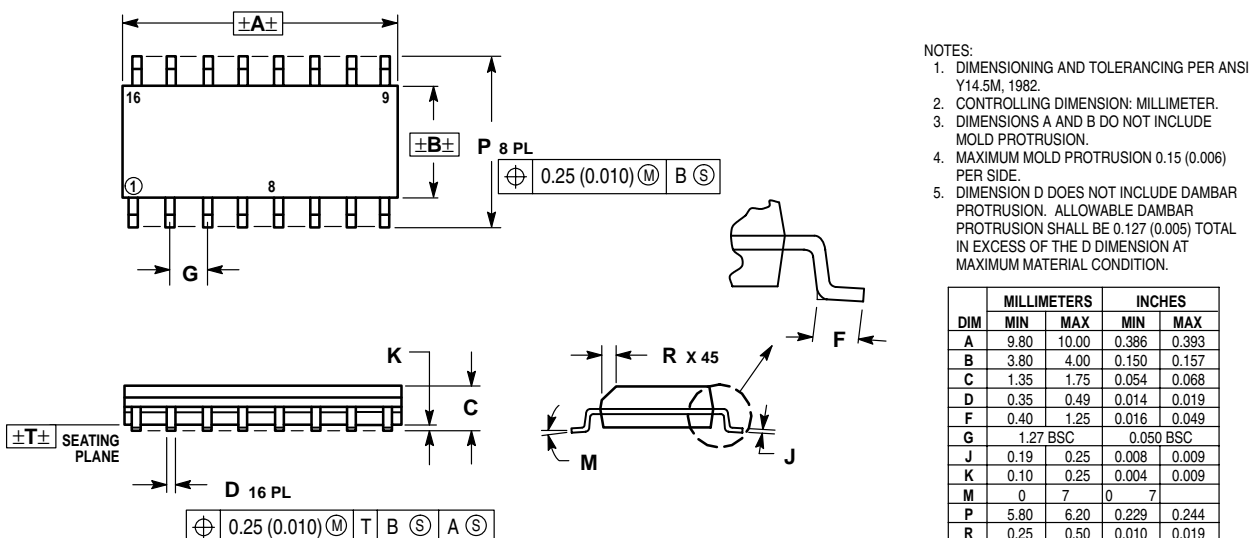 ±A±
16
9
±B±
P 8 PL
⌖ 0.25 (0.010) Ⓜ B Ⓢ
①
8
G
F
K
R X 45
C
±T± SEATING
PLANE
M
J
D 16 PL
⌖ 0.25 (0.010) Ⓜ T B Ⓢ A Ⓢ
NOTES:
1. DIMENSIONING AND TOLERANCING PER ANSI
Y14.5M, 1982.
2. CONTROLLING DIMENSION: MILLIMETER.
3. DIMENSIONS A AND B DO NOT INCLUDE
MOLD PROTRUSION.
4. MAXIMUM MOLD PROTRUSION 0.15 (0.006)
PER SIDE.
5. DIMENSION D DOES NOT INCLUDE DAMBAR
PROTRUSION. ALLOWABLE DAMBAR
PROTRUSION SHALL BE 0.127 (0.005) TOTAL
IN EXCESS OF THE D DIMENSION AT
MAXIMUM MATERIAL CONDITION.
MILLIMETERS INCHES
DIM MIN MAX MIN MAX
A 9.80 10.00 0.386 0.393
B 3.80 4.00 0.150 0.157
C 1.35 1.75 0.054 0.068
D 0.35 0.49 0.014 0.019
F 0.40 1.25 0.016 0.049
G 1.27 BSC 0.050 BSC
J 0.19 0.25 0.008 0.009
K 0.10 0.25 0.004 0.009
M 0 7 0 7
P 5.80 6.20 0.229 0.244
R 0.25 0.50 0.010 0.019